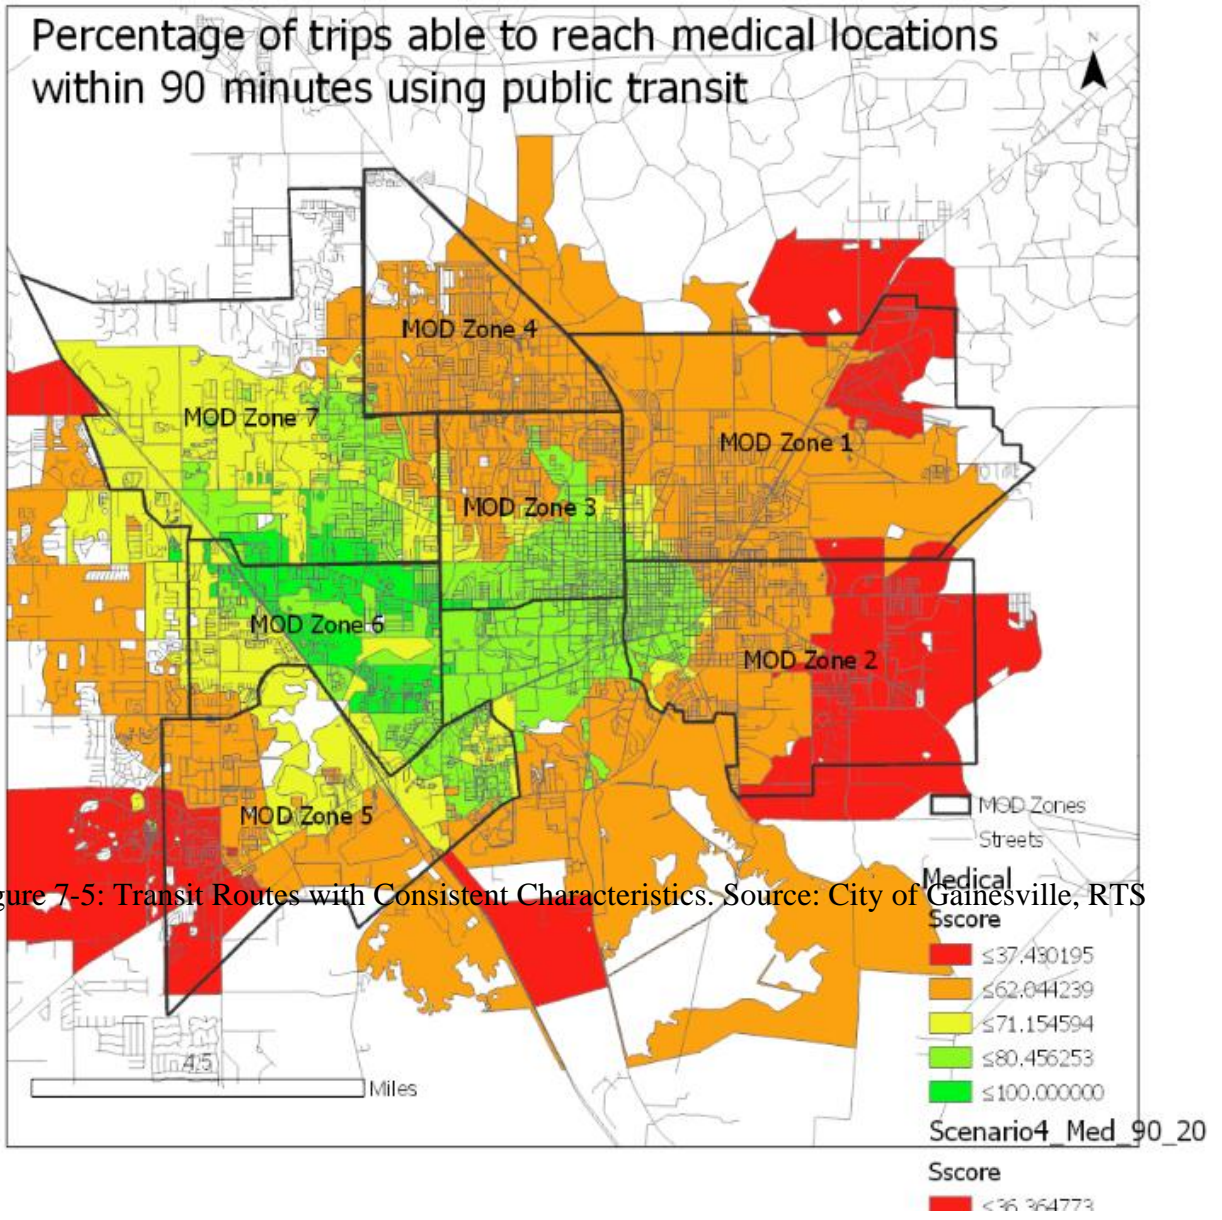 Percentage of trips able to reach medical locations
within 90 minutes using public transit
N
MOD Zone 4
MOD Zone 7
MOD Zone 1
MOD Zone 3
MOD Zone 6
MOD Zone 2
MOD Zone 5
MOD Zones
Streets
Medical
gure 7-5: Transit Routes with Consistent Characteristics. Source: City of Gainesville, RTS
Sscore
≤37.430195
≤62.044239
≤71.154594
≤80.456253
≤100.000000
4.5
Miles
Scenario4_Med_90_20
Sscore
≤36.364773